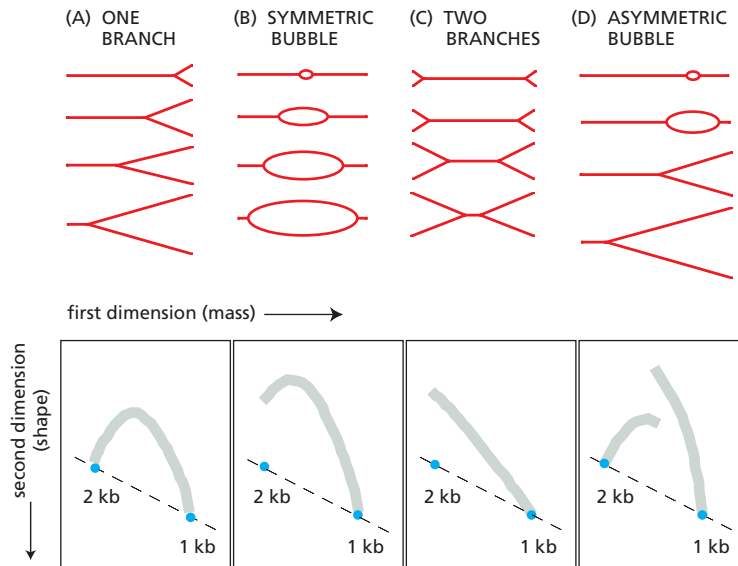 (A) ONE
BRANCH
(B) SYMMETRIC
BUBBLE
(C) TWO
BRANCHES
(D) ASYMMETRIC
BUBBLE
first dimension (mass)
second dimension
(shape)
2 kb
1 kb
2 kb
1 kb
2 kb
1 kb
2 kb
1 kb